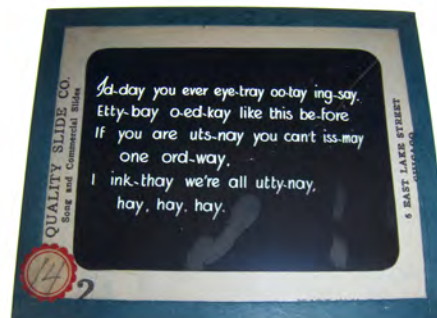 Id-day you ever eye-tray oo-tay ing-say.
Etty-bay o-ed-kay like this be-fore
If you are uts-nay you can't iss-may
one ord-way,
I ink-thay we're all utty-nay,
hay, hay, hay.
QUALITY SLIDE CO.
Song and Commercial Slides
6 EAST LAKE STREET
CHICAGO
14
2